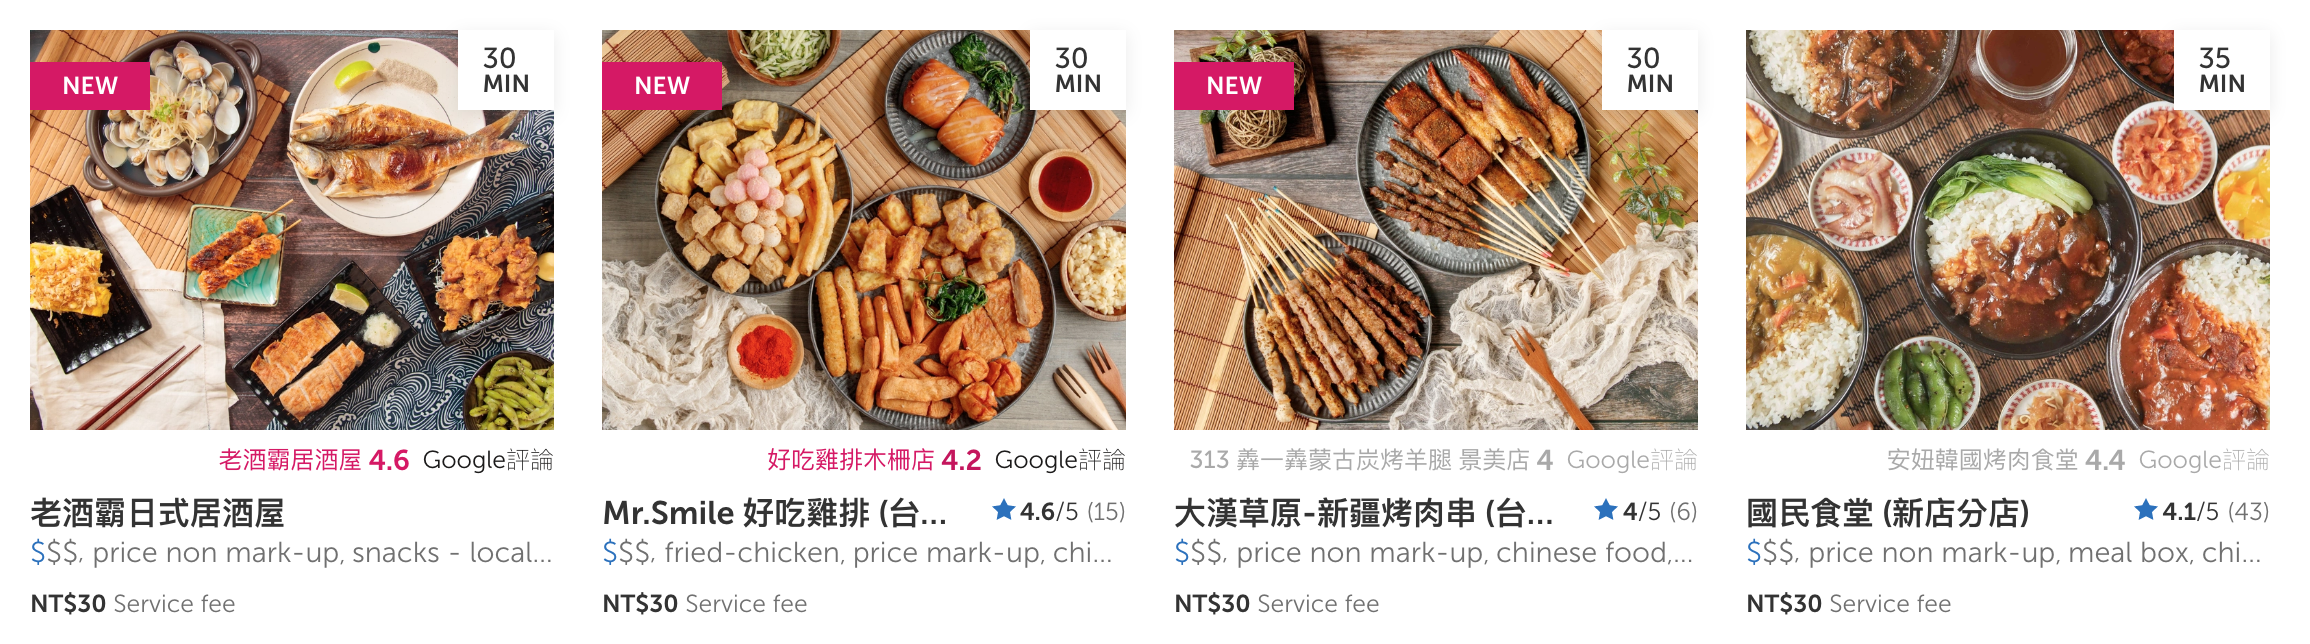 NEW
30
MIN
老酒霸居酒屋 4.6 Google評論
老酒霸日式居酒屋
$$$, price non mark-up, snacks - local...
NT$30 Service fee
NEW
30
MIN
好吃雞排木柵店 4.2 Google評論
Mr.Smile 好吃雞排 (台... 4.6/5 (15)
$$$, fried-chicken, price mark-up, chi...
NT$30 Service fee
NEW
30
MIN
313 羴一羴蒙古炭烤羊腿 景美店 4 Google評論
大漠草原-新疆烤肉串 (台... 4/5 (6)
$$$, price non mark-up, chinese food,...
NT$30 Service fee
35
MIN
安妞韓國烤肉食堂 4.4 Google評論
國民食堂 (新店分店) 4.1/5 (43)
$$$, price non mark-up, meal box, chi...
NT$30 Service fee